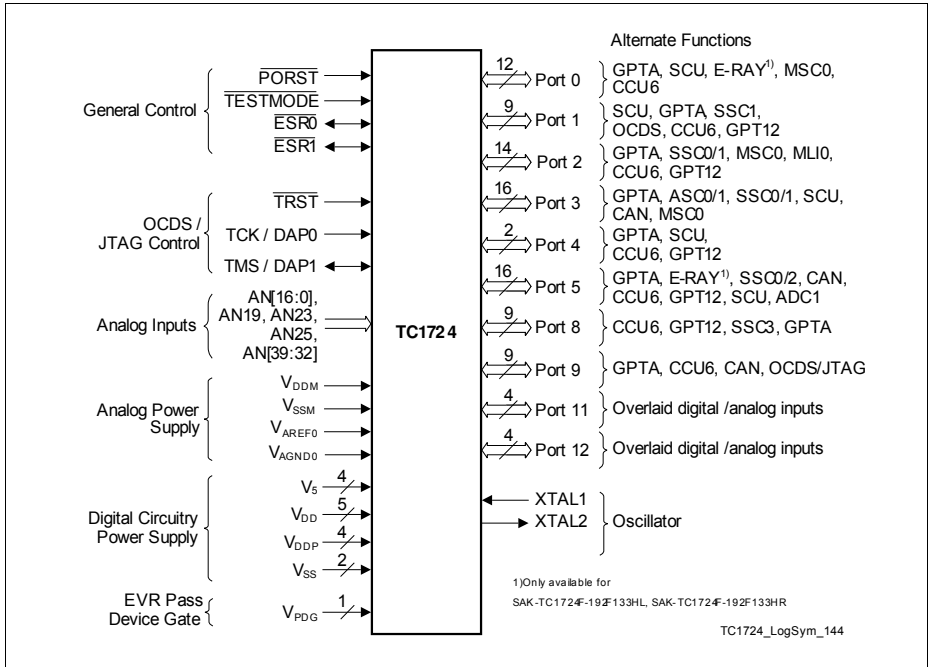 Alternate Functions
General Control
PORST
TESTMODE
ESR0
ESR1
OCDS /
JTAG Control
TRST
TCK / DAP0
TMS / DAP1
Analog Inputs
AN[16:0],
AN19, AN23,
AN25,
AN[39:32]
Analog Power
Supply
VDDM
VSSM
VAREF0
VAGND0
Digital Circuitry
Power Supply
V5 4
VDD 5
VDDP 4
VSS 2
EVR Pass
Device Gate
VPDG 1
TC1724
12 Port 0
GPTA, SCU, E-RAY1), MSC0,
CCU6
9 Port 1
SCU, GPTA, SSC1,
OCDS, CCU6, GPT12
14 Port 2
GPTA, SSC0/1, MSC0, MLI0,
CCU6, GPT12
16 Port 3
GPTA, ASC0/1, SSC0/1, SCU,
CAN, MSC0
2 Port 4
GPTA, SCU,
CCU6, GPT12
16 Port 5
GPTA, E-RAY1), SSC0/2, CAN,
CCU6, GPT12, SCU, ADC1
9 Port 8
CCU6, GPT12, SSC3, GPTA
9 Port 9
GPTA, CCU6, CAN, OCDS/JTAG
4 Port 11
Overlaid digital /analog inputs
4 Port 12
Overlaid digital /analog inputs
XTAL1
XTAL2
Oscillator
1)Only available for
SAK-TC1724F-192F133HL, SAK-TC1724F-192F133HR
TC1724_LogSym_144